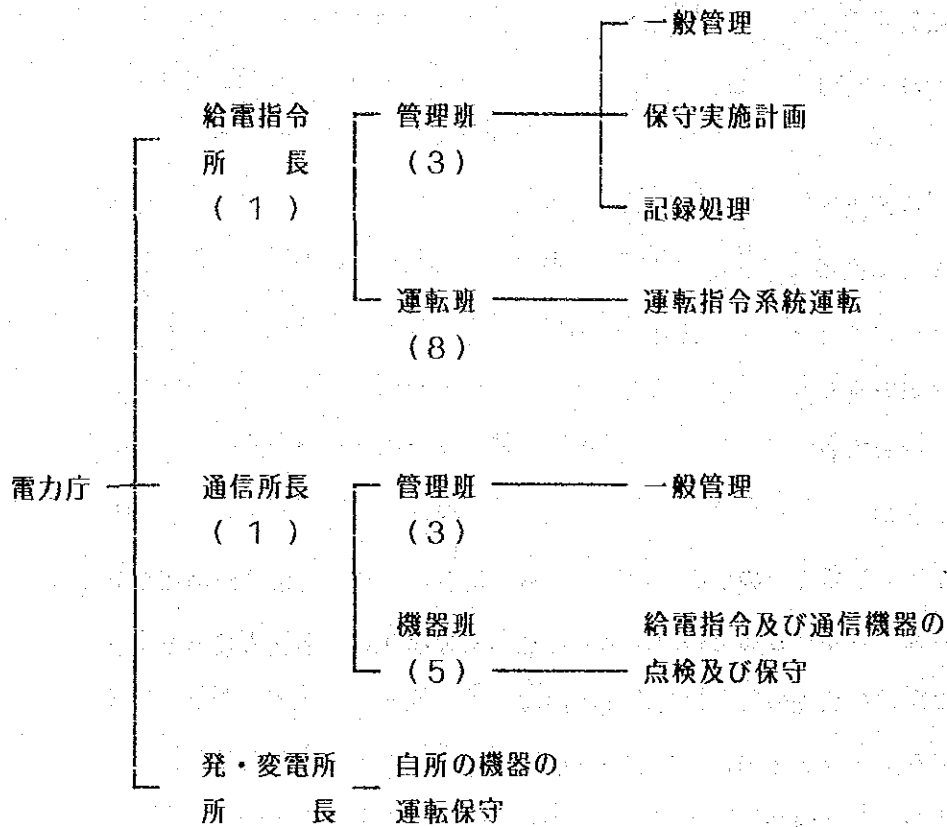 一般管理
給電指令 管理班 保守実施計画
所 長 (3)
( 1 )
記録処理
運転班 運転指令系統運転
(8)
電力庁 通信所長 管理班 一般管理
( 1 ) (3)
機器班 給電指令及び通信機器の
(5) 点検及び保守
発・変電所 自所の機器の
所 長 運転保守